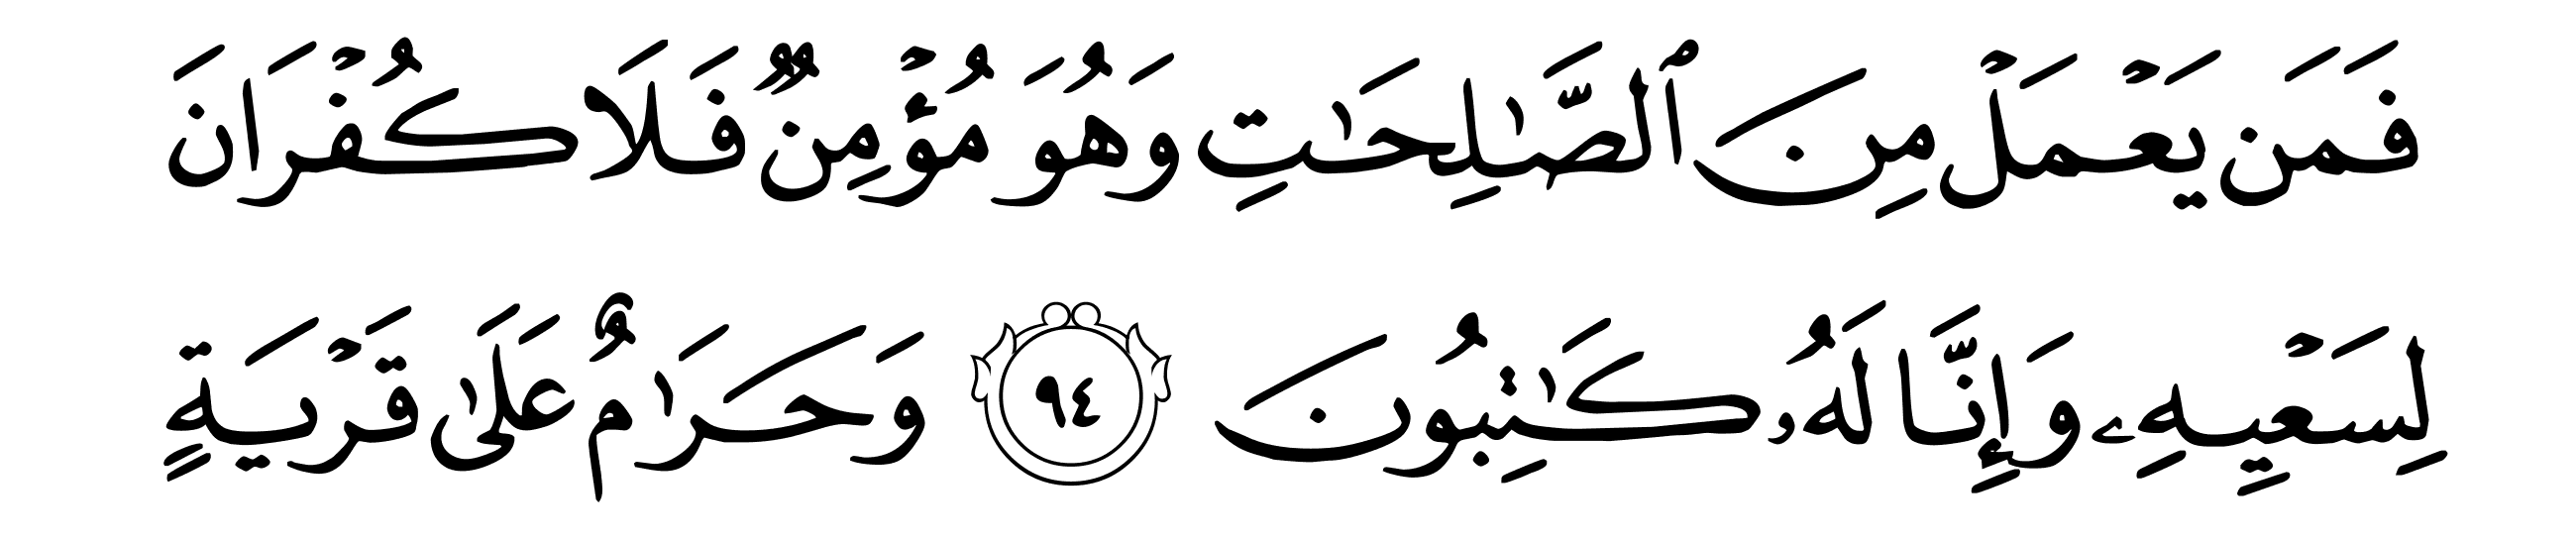 فَمَن يَعْمَلْ مِنَ ٱلصَّـٰلِحَـٰتِ وَهُوَ مُؤْمِنٌ فَلَا كُفْرَانَ
لِسَعْيِهِۦ وَإِنَّا لَهُۥ كَـٰتِبُونَ ٩٤ وَحَرَٰمٌ عَلَىٰ قَرْيَةٍ